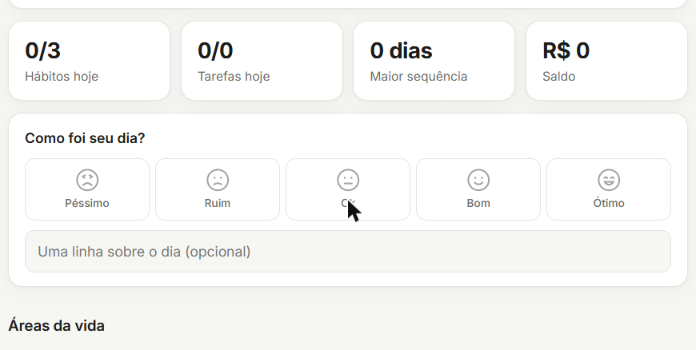 0/3
Hábitos hoje
0/0
Tarefas hoje
0 dias
Maior sequência
R$ 0
Saldo
Como foi seu dia?
Péssimo
Ruim
Bom
Ótimo
Uma linha sobre o dia (opcional)
Áreas da vida